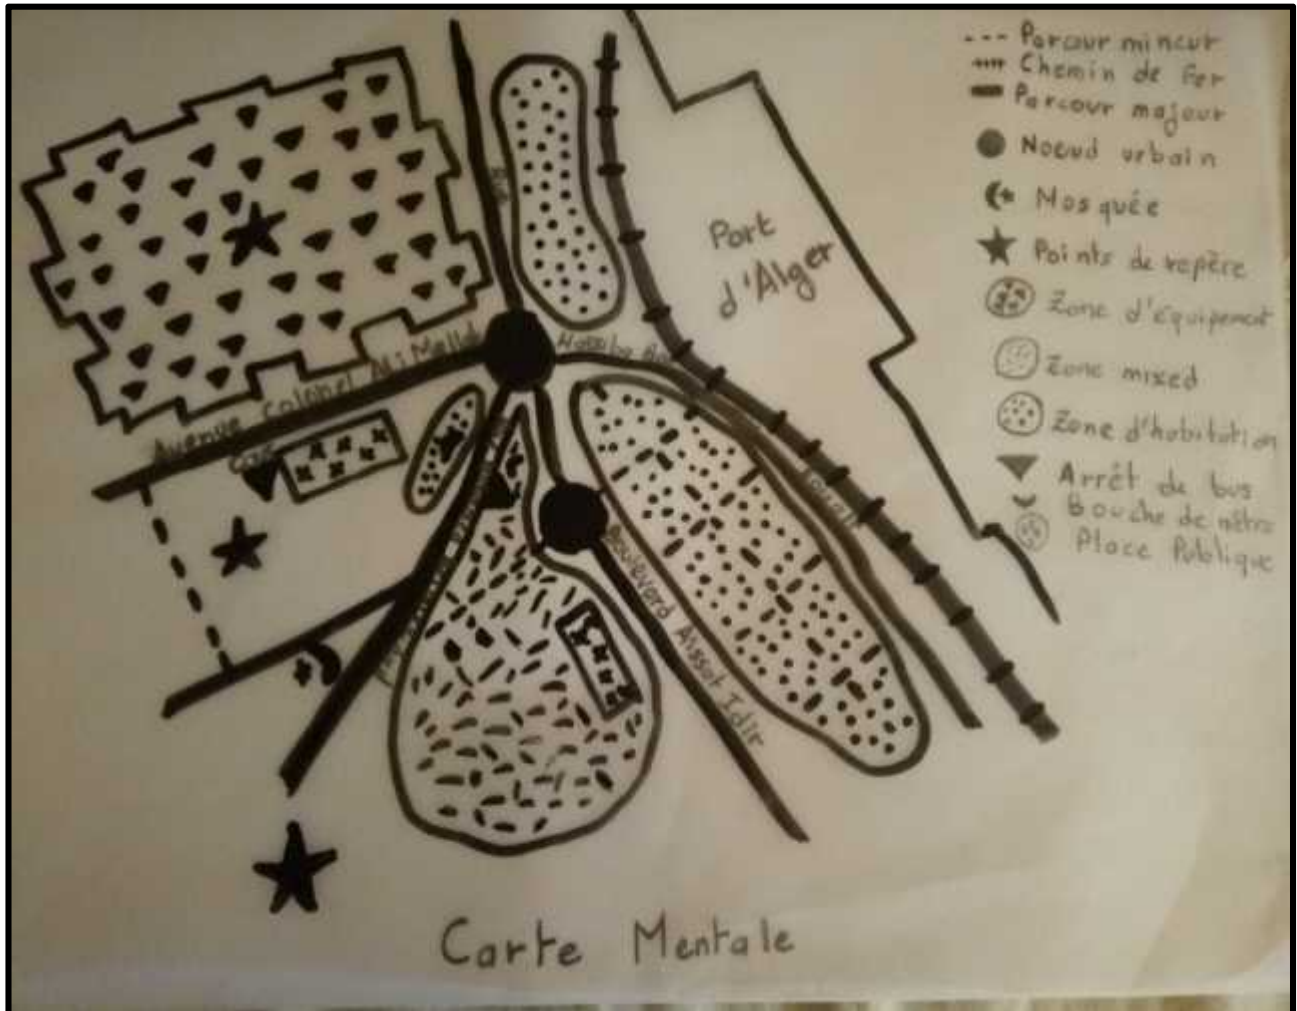 Parcour mineur
Chemin de Fer
Parcour majeur
Noeud urbain
Mosquée
Points de repère
Zone d'équipement
Zone mixed
Zone d'habitation
Arrêt de bus
Bouche de métro
Place Publique
Port
d'Alger
Rue
Hassiba
Avenue Colonel Ali Mellah
Boulevard Aissat Idir
Carte Mentale